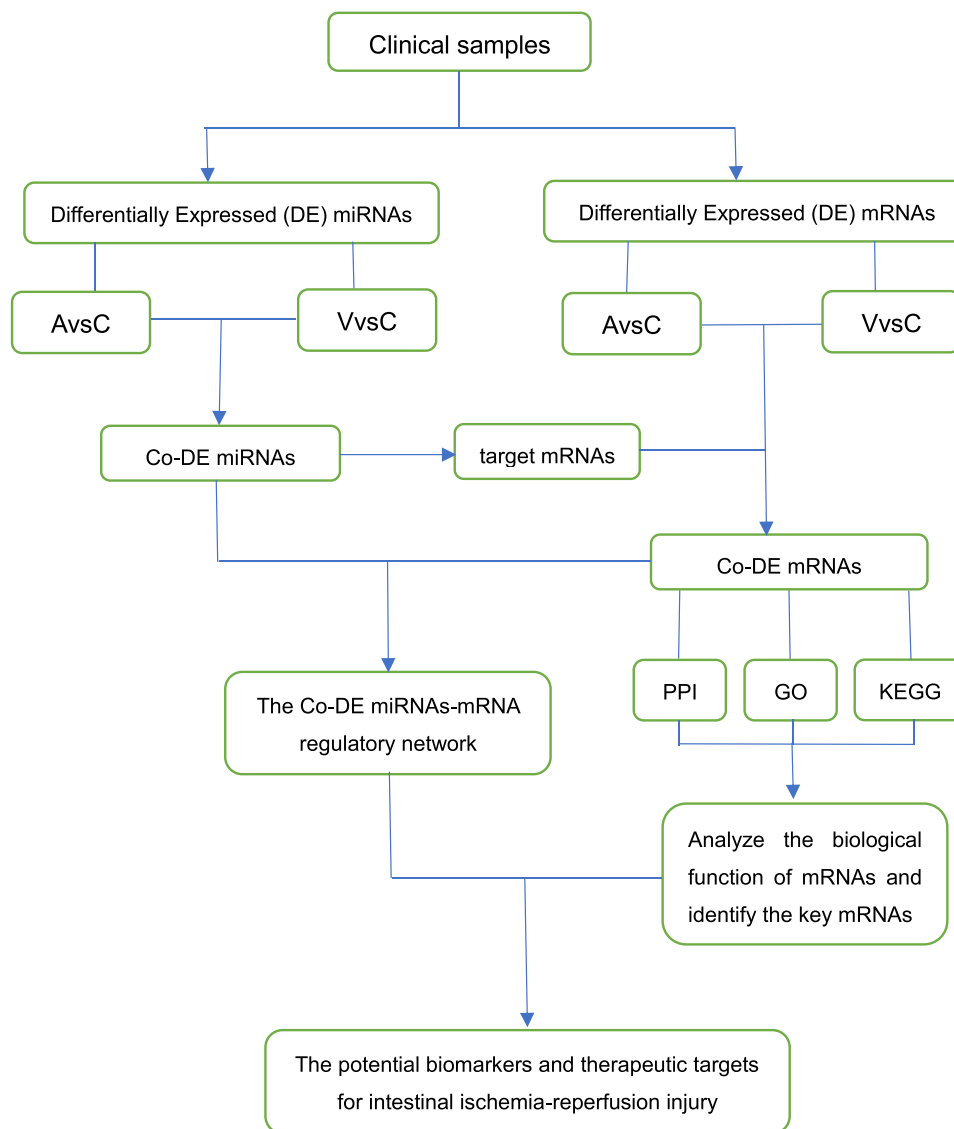 Clinical samples
Differentially Expressed (DE) miRNAs
Differentially Expressed (DE) mRNAs
AvsC
VvsC
AvsC
VvsC
Co-DE miRNAs
target mRNAs
Co-DE mRNAs
PPI
GO
KEGG
The Co-DE miRNAs-mRNA
regulatory network
Analyze the biological
function of mRNAs and
identify the key mRNAs
The potential biomarkers and therapeutic targets
for intestinal ischemia-reperfusion injury